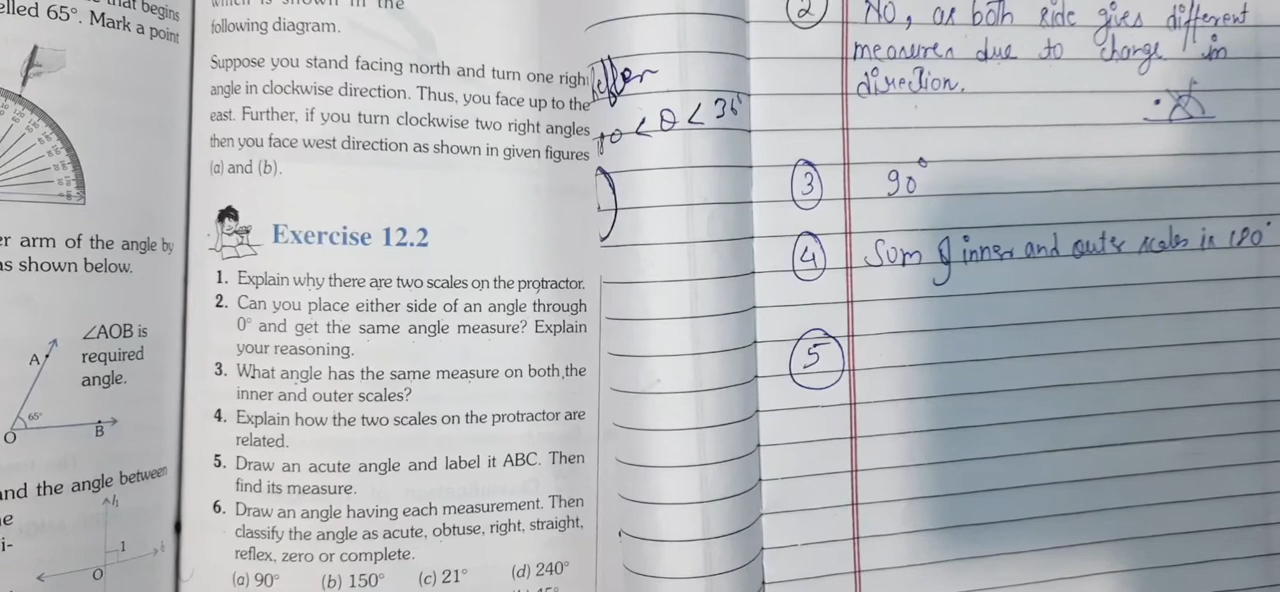 that begins
elled 65°. Mark a point
er arm of the angle by
as shown below.
∠AOB is
required
angle.
A
65°
O
B
and the angle between
i-
1
O
following diagram.
Suppose you stand facing north and turn one right
angle in clockwise direction. Thus, you face up to the
east. Further, if you turn clockwise two right angles
then you face west direction as shown in given figures
(a) and (b).
Exercise 12.2
1. Explain why there are two scales on the protractor.
2. Can you place either side of an angle through
0° and get the same angle measure? Explain
your reasoning.
3. What angle has the same measure on both the
inner and outer scales?
4. Explain how the two scales on the protractor are
related.
5. Draw an acute angle and label it ABC. Then
find its measure.
6. Draw an angle having each measurement. Then
classify the angle as acute, obtuse, right, straight,
reflex, zero or complete.
(a) 90° (b) 150° (c) 21° (d) 240°
< θ < 36°
2 No, as both side gives different
measures due to change in
direction.
3 90°
4 Sum of inner and outer scales is 180°
5